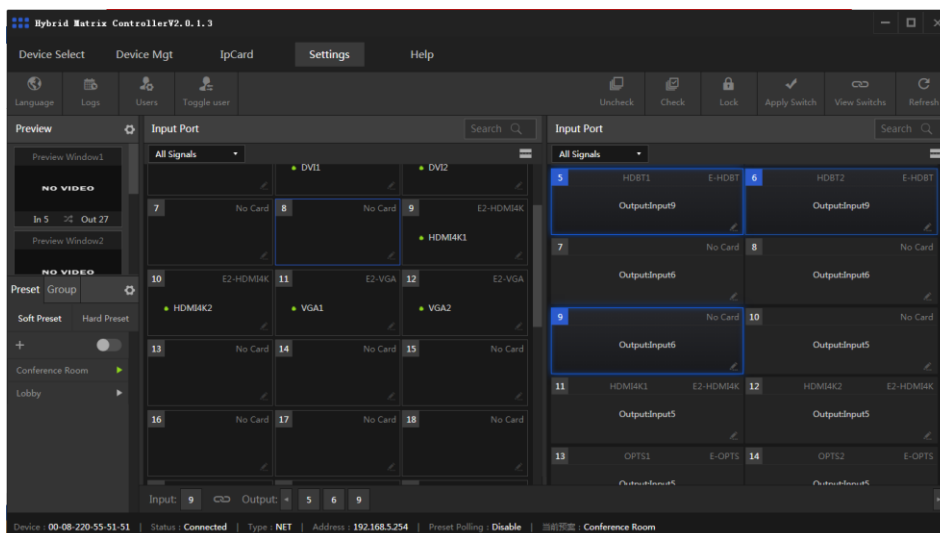 Hybrid Matrix ControllerV2.0.1.3
Device Select Device Mgt IpCard Settings Help
Language Logs Users Toggle user Uncheck Check Lock Apply Switch View Switchs Refresh
Preview
Preview Window1
NO VIDEO
In 5 Out 27
Preview Window2
NO VIDEO
Preset Group
Soft Preset Hard Preset
+
Conference Room
Lobby
Input Port Search
All Signals
DVI1 DVI2
7 No Card 8 No Card 9 E2-HDMI4K
HDMI4K1
10 E2-HDMI4K 11 E2-VGA 12 E2-VGA
HDMI4K2 VGA1 VGA2
13 No Card 14 No Card 15 No Card
16 No Card 17 No Card 18 No Card
Input Port Search
All Signals
5 HDBT1 E-HDBT 6 HDBT2 E-HDBT
Output:Input9 Output:Input9
7 No Card 8 No Card
Output:Input6 Output:Input6
9 No Card 10 No Card
Output:Input6 Output:Input5
11 HDMI4K1 E2-HDMI4K 12 HDMI4K2 E2-HDMI4K
Output:Input5 Output:Input5
13 OPTS1 E-OPTS 14 OPTS2 E-OPTS
Output:Input5 Output:Input5
Input: 9 Output: 5 6 9
Device : 00-08-220-55-51-51 | Status : Connected | Type : NET | Address : 192.168.5.254 | Preset Polling : Disable | 当前预案 : Conference Room